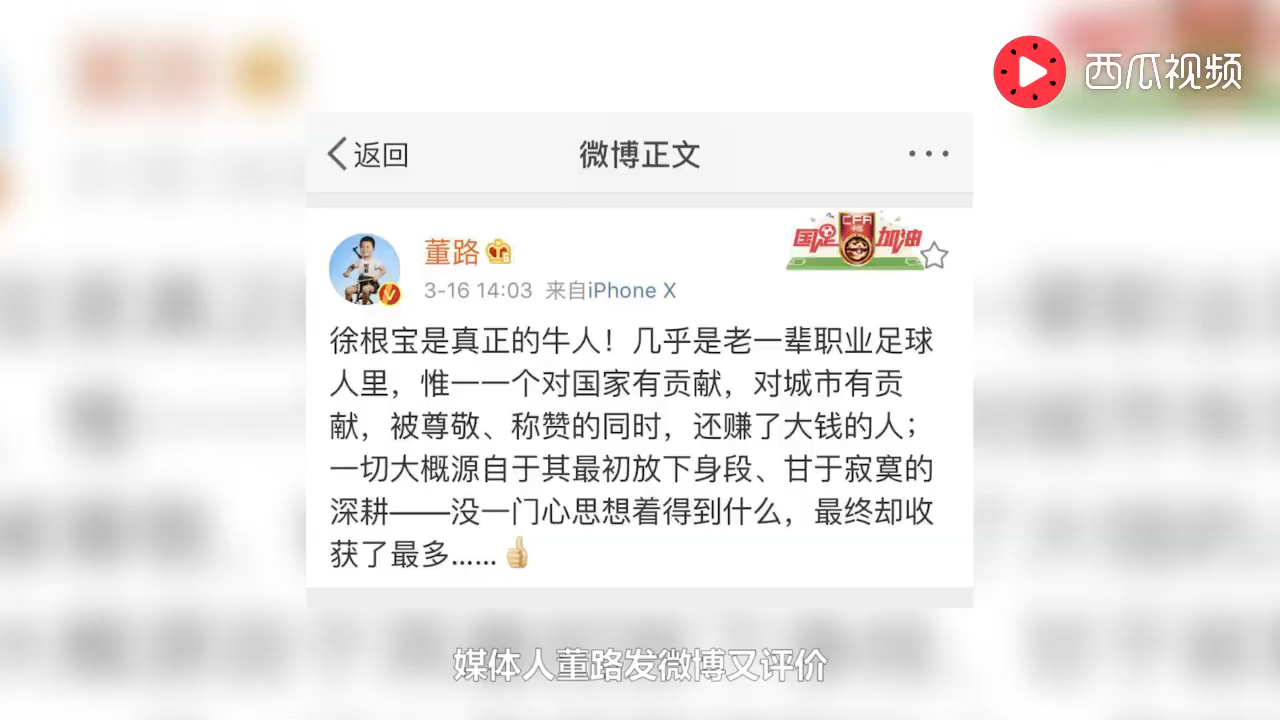 西瓜视频
返回
微博正文
国足 CFA 加油
董路
3-16 14:03 来自iPhone X
徐根宝是真正的牛人！几乎是老一辈职业足球
人里，惟一一个对国家有贡献，对城市有贡
献，被尊敬、称赞的同时，还赚了大钱的人；
一切大概源自于其最初放下身段、甘于寂寞的
深耕——没一门心思想着得到什么，最终却收
获了最多……
媒体人董路发微博又评价